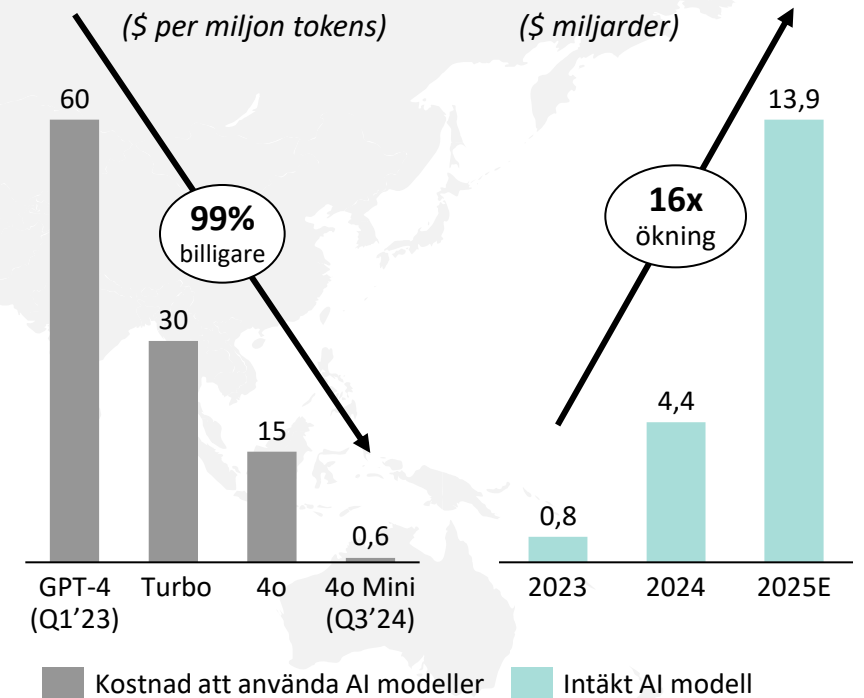 ($ per miljon tokens)
60
99%
billigare
30
15
0,6
GPT-4
(Q1’23)
Turbo
4o
4o Mini
(Q3’24)
($ miljarder)
13,9
16x
ökning
4,4
0,8
2023
2024
2025E
Kostnad att använda AI modeller
Intäkt AI modell